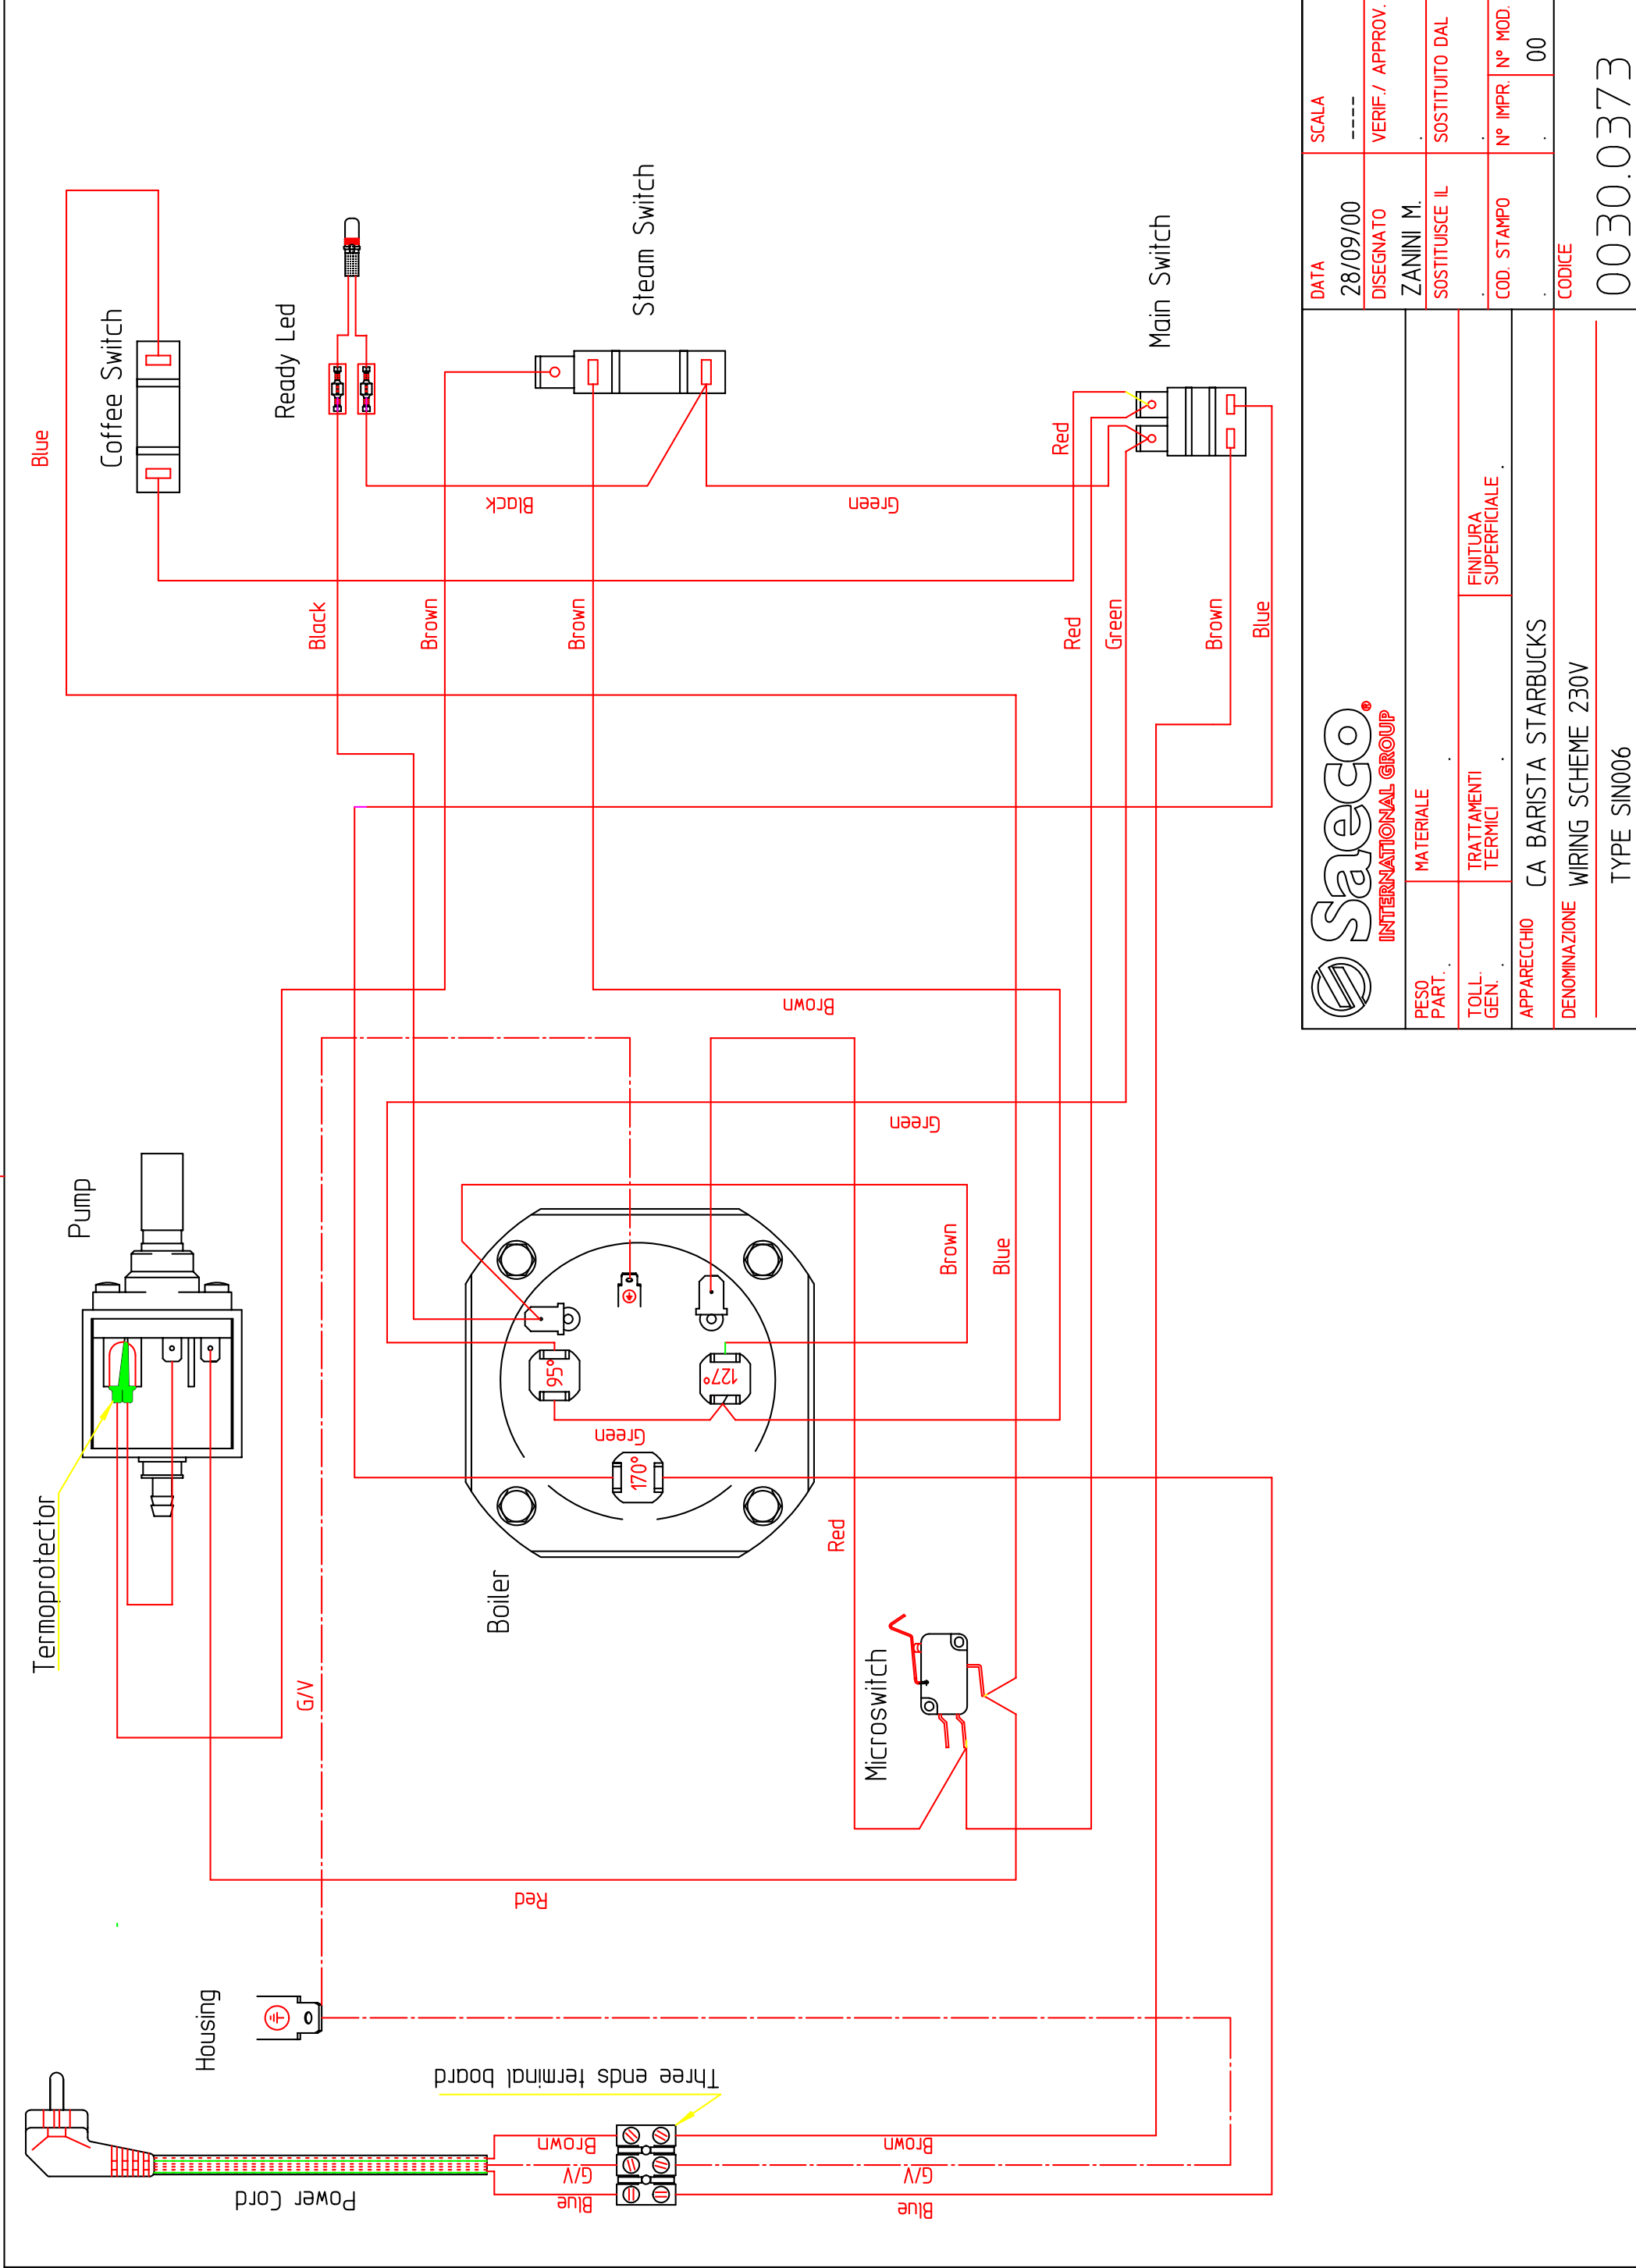 Blue
Coffee Switch
Ready Led
Steam Switch
Main Switch
Black
Green
Red
Black
Brown
Brown
Red
Green
Brown
Blue
Brown
Green
Pump
Termoprotector
G/V
Boiler
95°
127°
170°
Green
Brown
Blue
Red
Microswitch
Red
Housing
Three ends terminal board
Power Cord
Brown
G/V
Blue
Brown
G/V
Blue
Saeco®
INTERNATIONAL GROUP
DATA
28/09/00
SCALA
----
DISEGNATO
ZANINI M.
VERIF./ APPROV.
.
SOSTITUISCE IL
.
SOSTITUITO DAL
.
COD. STAMPO
.
N° IMPR.
.
N° MOD.
00
PESO
PART. .
MATERIALE
.
TOLL.
GEN. .
TRATTAMENTI
TERMICI .
FINITURA
SUPERFICIALE .
APPARECCHIO
CA BARISTA STARBUCKS
DENOMINAZIONE
WIRING SCHEME 230V
TYPE SIN006
CODICE
0030.0373